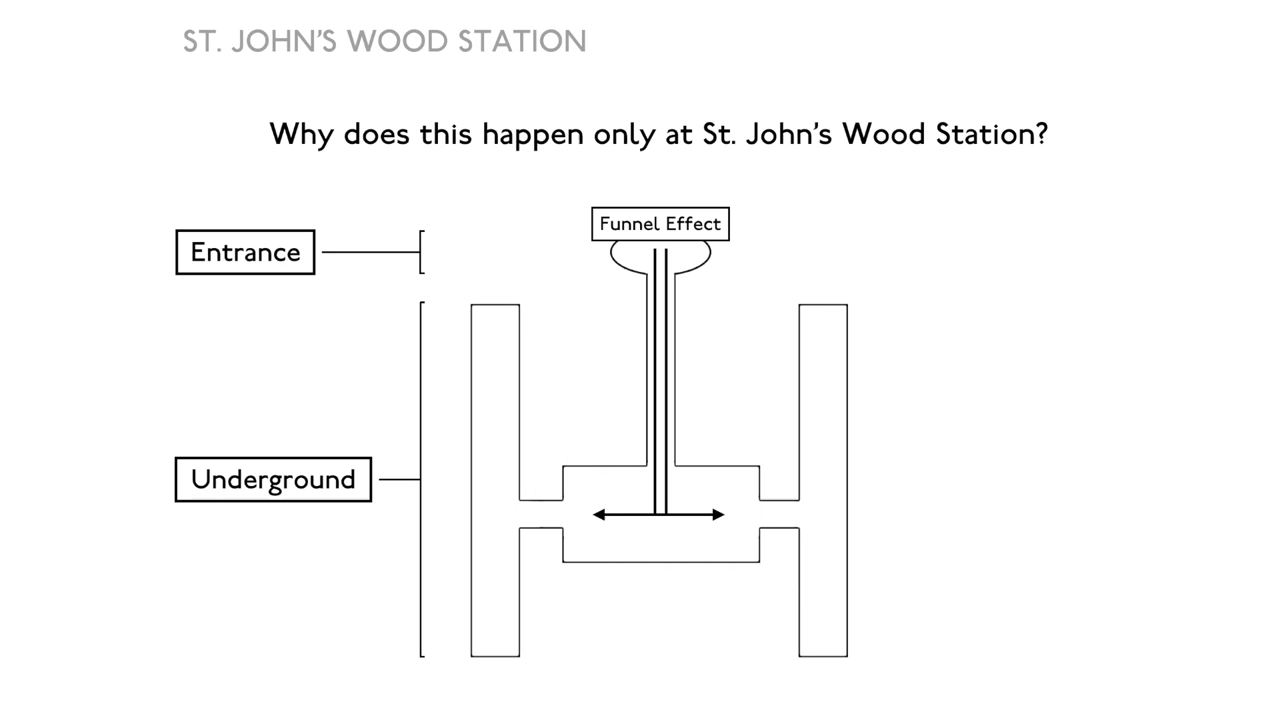 ST. JOHN'S WOOD STATION
Why does this happen only at St. John's Wood Station?
Funnel Effect
Entrance
Underground